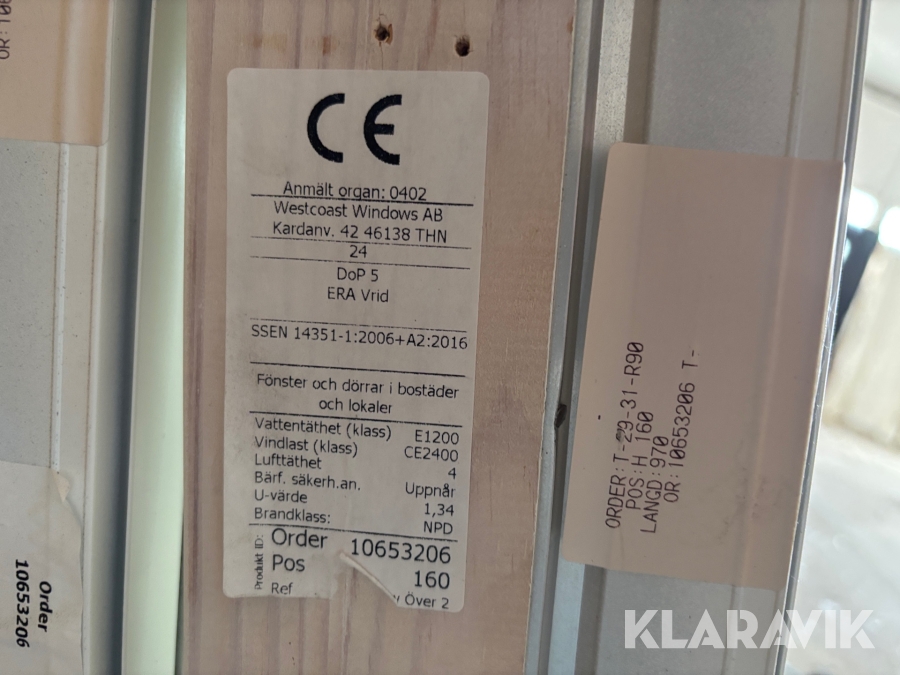 OR:10
CE
Anmält organ: 0402
Westcoast Windows AB
Kardanv. 42 46138 THN
24
DoP 5
ERA Vrid
SSEN 14351-1:2006+A2:2016
Fönster och dörrar i bostäder
och lokaler
Vattentäthet (klass) E1200
Vindlast (klass) CE2400
Lufttäthet 4
Bärf. säkerh.an. Uppnår
U-värde 1,34
Brandklass: NPD
Produkt ID:
Order 10653206
Pos 160
Ref Över 2
ORDER:T-29-31-R90
POS:H 160
LANGD:970
OR:10653206 T-
Order
10653206
KLARAVIK